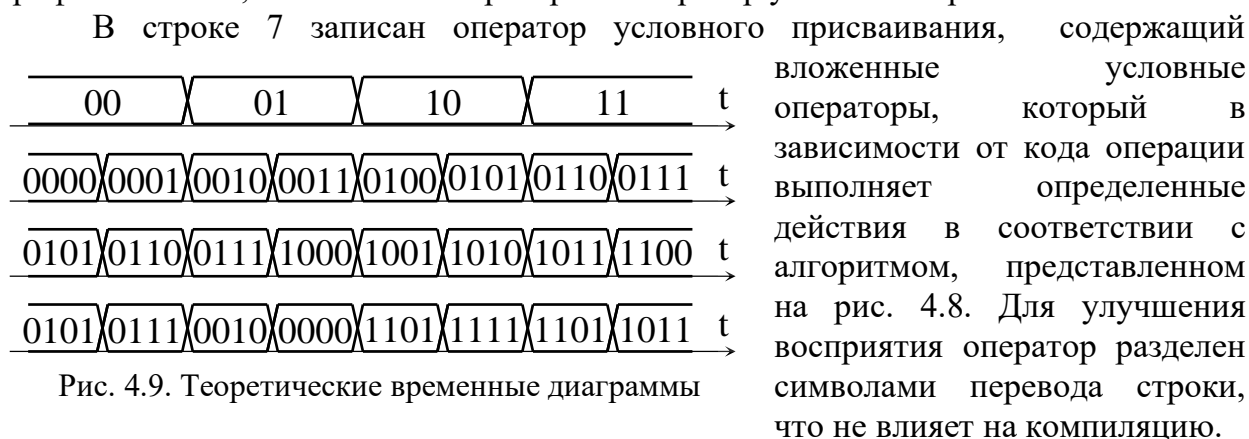 В строке 7 записан оператор условного присваивания, содержащий
00 01 10 11 t
0000 0001 0010 0011 0100 0101 0110 0111 t
0101 0110 0111 1000 1001 1010 1011 1100 t
0101 0111 0010 0000 1101 1111 1101 1011 t
Рис. 4.9. Теоретические временные диаграммы
вложенные условные
операторы, который в
зависимости от кода операции
выполняет определенные
действия в соответствии с
алгоритмом, представленном
на рис. 4.8. Для улучшения
восприятия оператор разделен
символами перевода строки,
что не влияет на компиляцию.